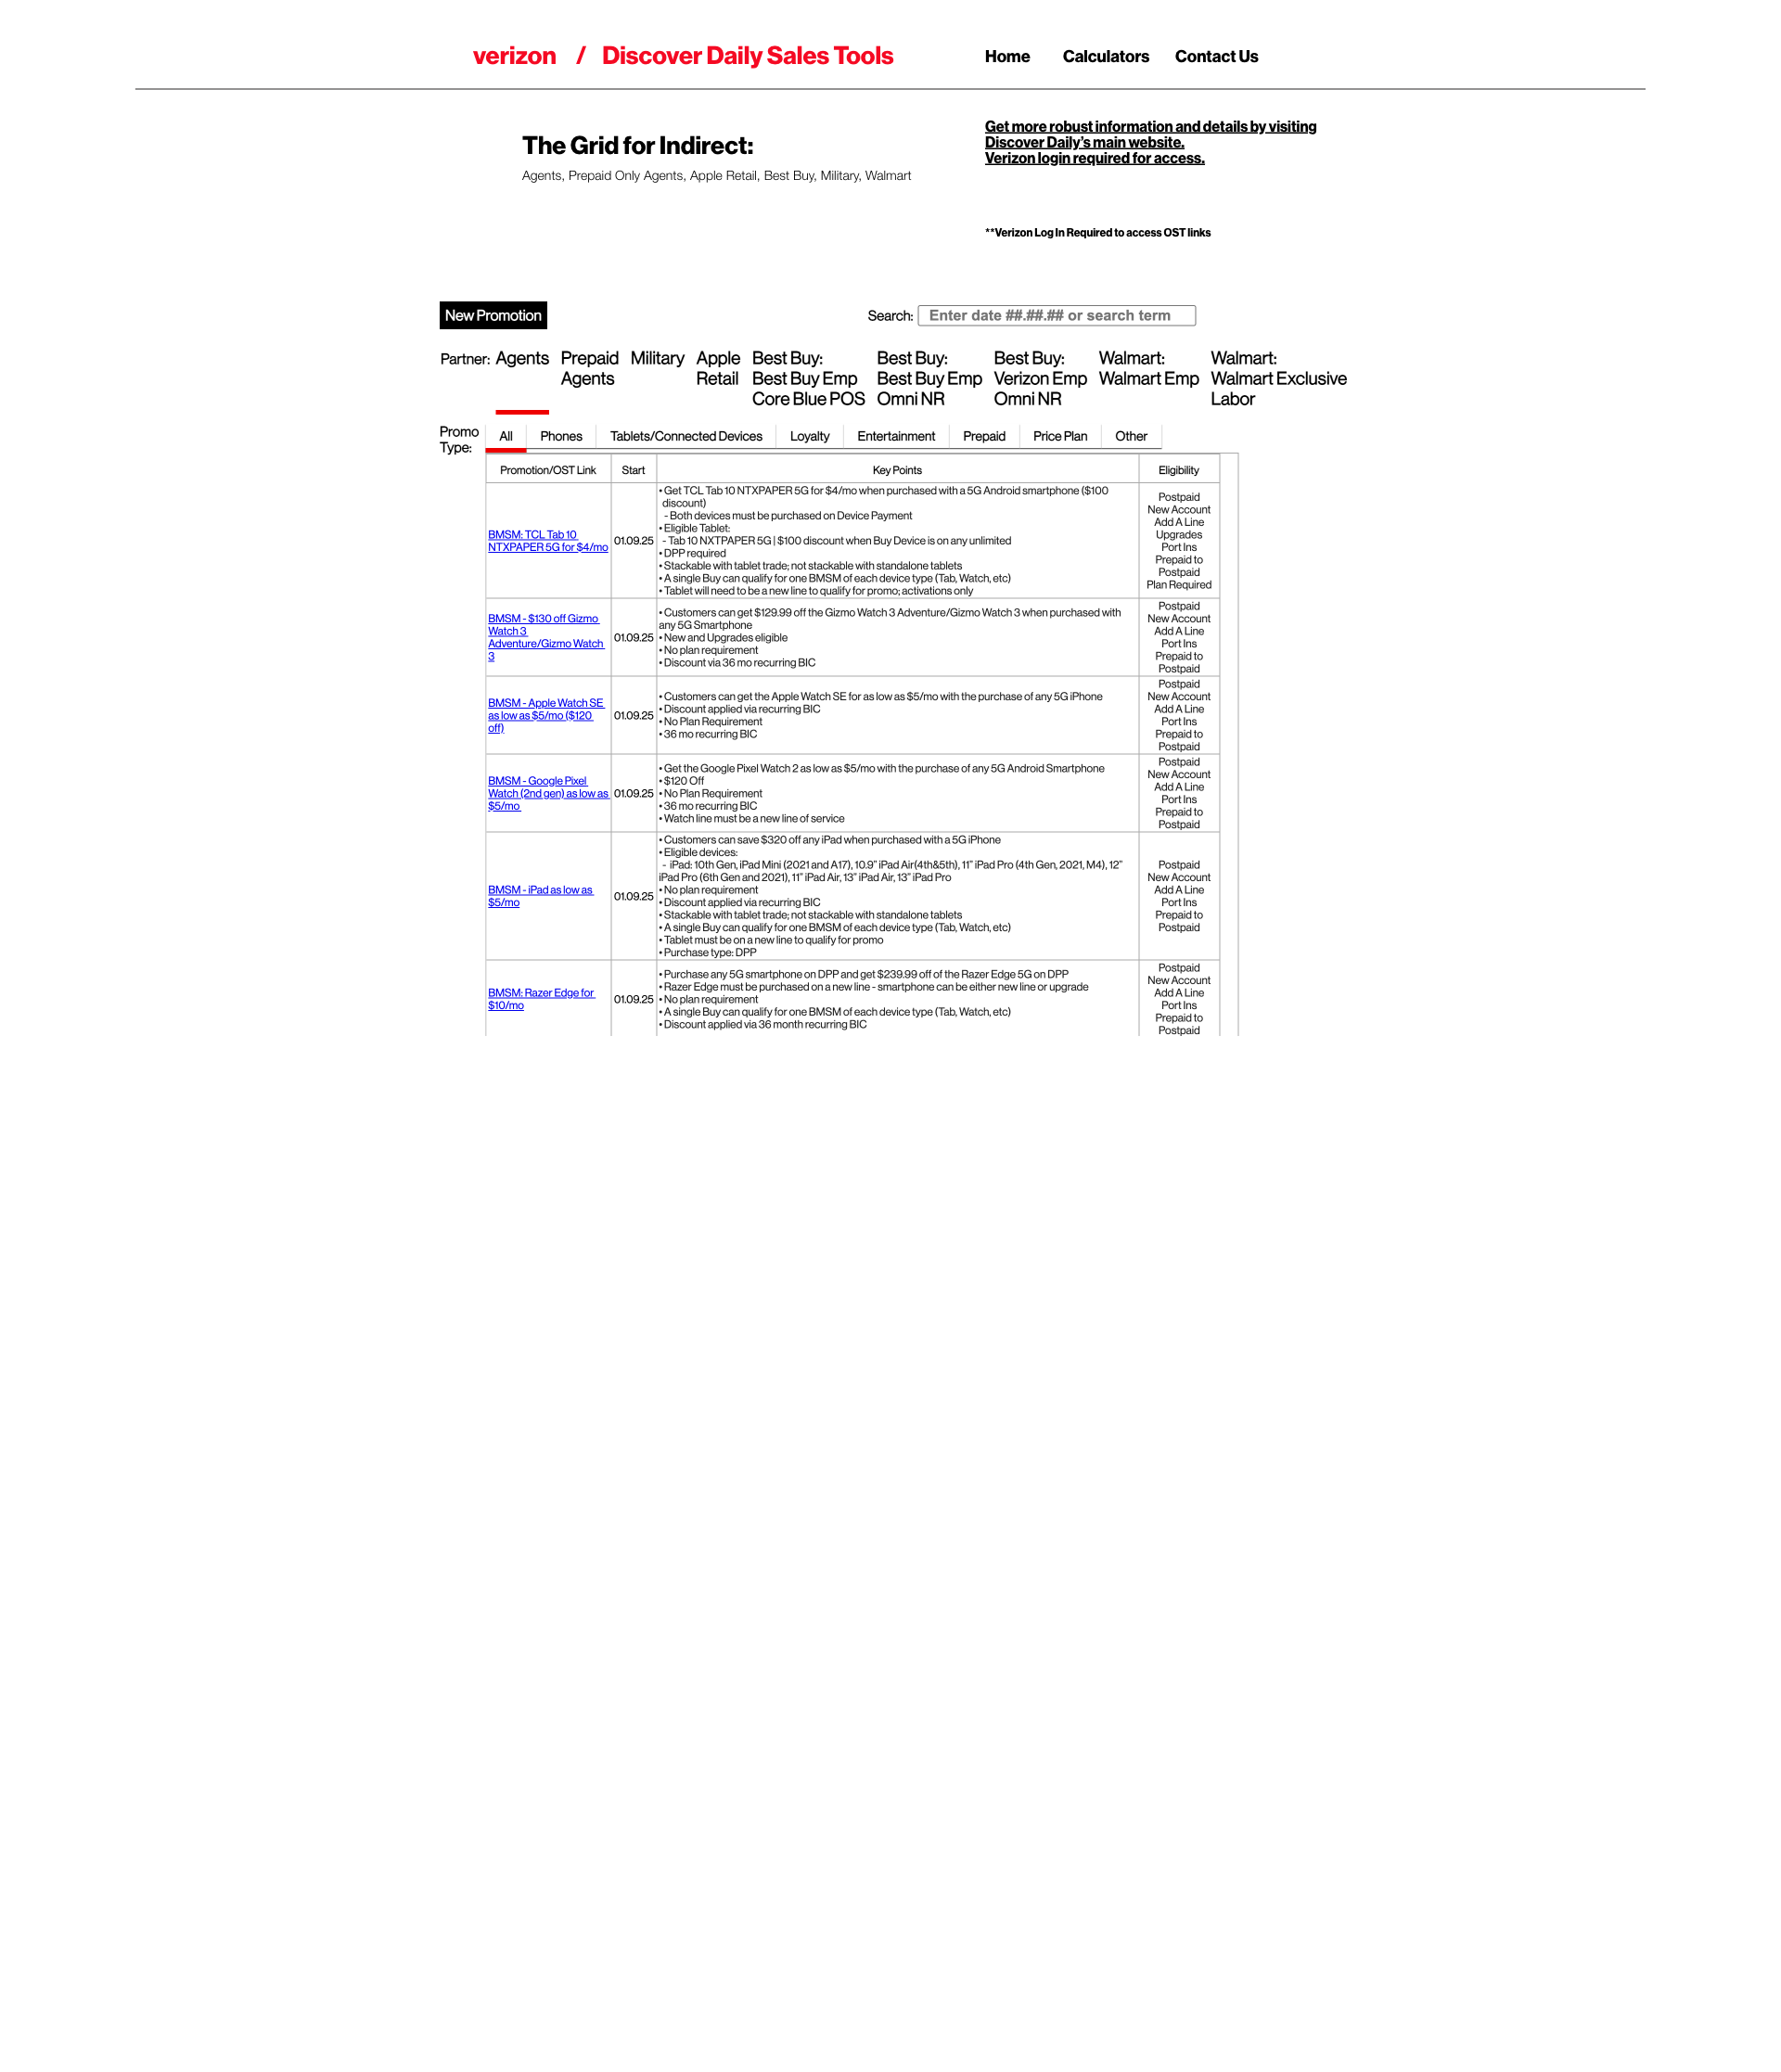 verizon / Discover Daily Sales Tools
Home Calculators Contact Us
The Grid for Indirect:
Agents, Prepaid Only Agents, Apple Retail, Best Buy, Military, Walmart
Get more robust information and details by visiting
Discover Daily's main website.
Verizon login required for access.
**Verizon Log In Required to access OST links
New Promotion
Search: Enter date ##.##.## or search term
Partner:
Agents
Prepaid
Agents
Military
Apple
Retail
Best Buy:
Best Buy Emp
Core Blue POS
Best Buy:
Best Buy Emp
Omni NR
Best Buy:
Verizon Emp
Omni NR
Walmart:
Walmart Emp
Walmart:
Walmart Exclusive
Labor
Promo
Type:
All Phones Tablets/Connected Devices Loyalty Entertainment Prepaid Price Plan Other
Promotion/OST Link Start Key Points Eligibility
BMSM: TCL Tab 10
NTXPAPER 5G for $4/mo
01.09.25
• Get TCL Tab 10 NTXPAPER 5G for $4/mo when purchased with a 5G Android smartphone ($100
discount)
- Both devices must be purchased on Device Payment
• Eligible Tablet:
- Tab 10 NXTPAPER 5G | $100 discount when Buy Device is on any unlimited
• DPP required
• Stackable with tablet trade; not stackable with standalone tablets
• A single Buy can qualify for one BMSM of each device type (Tab, Watch, etc)
• Tablet will need to be a new line to qualify for promo; activations only
Postpaid
New Account
Add A Line
Upgrades
Port Ins
Prepaid to
Postpaid
Plan Required
BMSM - $130 off Gizmo
Watch 3
Adventure/Gizmo Watch
3
01.09.25
• Customers can get $129.99 off the Gizmo Watch 3 Adventure/Gizmo Watch 3 when purchased with
any 5G Smartphone
• New and Upgrades eligible
• No plan requirement
• Discount via 36 mo recurring BIC
Postpaid
New Account
Add A Line
Port Ins
Prepaid to
Postpaid
BMSM - Apple Watch SE
as low as $5/mo ($120
off)
01.09.25
• Customers can get the Apple Watch SE for as low as $5/mo with the purchase of any 5G iPhone
• Discount applied via recurring BIC
• No Plan Requirement
• 36 mo recurring BIC
Postpaid
New Account
Add A Line
Port Ins
Prepaid to
Postpaid
BMSM - Google Pixel
Watch (2nd gen) as low as
$5/mo
01.09.25
• Get the Google Pixel Watch 2 as low as $5/mo with the purchase of any 5G Android Smartphone
• $120 Off
• No Plan Requirement
• 36 mo recurring BIC
• Watch line must be a new line of service
Postpaid
New Account
Add A Line
Port Ins
Prepaid to
Postpaid
BMSM - iPad as low as
$5/mo
01.09.25
• Customers can save $320 off any iPad when purchased with a 5G iPhone
• Eligible devices:
- iPad: 10th Gen, iPad Mini (2021 and A17), 10.9" iPad Air(4th&5th), 11" iPad Pro (4th Gen, 2021, M4), 12"
iPad Pro (6th Gen and 2021), 11" iPad Air, 13" iPad Air, 13" iPad Pro
• No plan requirement
• Discount applied via recurring BIC
• Stackable with tablet trade; not stackable with standalone tablets
• A single Buy can qualify for one BMSM of each device type (Tab, Watch, etc)
• Tablet must be on a new line to qualify for promo
• Purchase type: DPP
Postpaid
New Account
Add A Line
Port Ins
Prepaid to
Postpaid
BMSM: Razer Edge for
$10/mo
01.09.25
• Purchase any 5G smartphone on DPP and get $239.99 off of the Razer Edge 5G on DPP
• Razer Edge must be purchased on a new line - smartphone can be either new line or upgrade
• No plan requirement
• A single Buy can qualify for one BMSM of each device type (Tab, Watch, etc)
• Discount applied via 36 month recurring BIC
Postpaid
New Account
Add A Line
Port Ins
Prepaid to
Postpaid